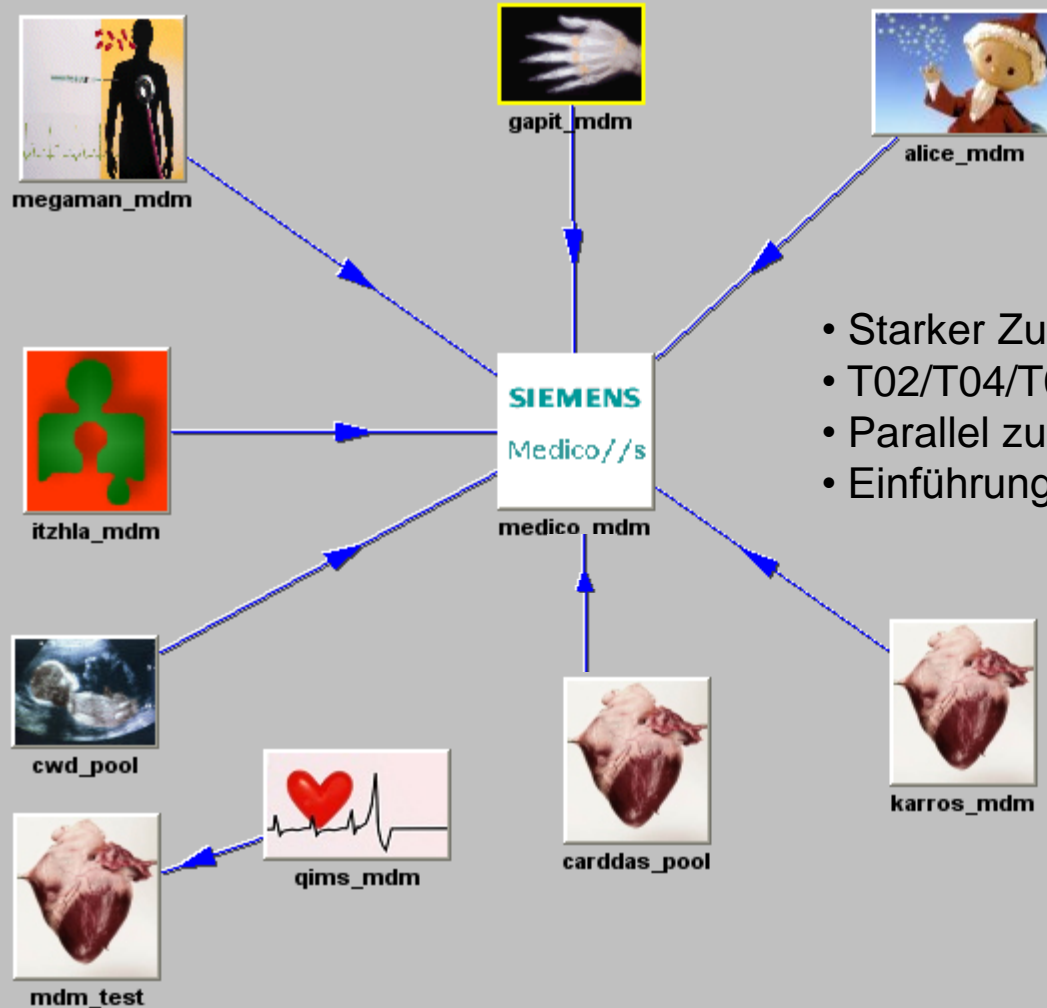 megaman_mdm
gapit_mdm
alice_mdm
• Starker Zu
• T02/T04/T
• Parallel zu
• Einführung
SIEMENS
Medico//s
medico_mdm
itzhla_mdm
cwd_pool
qims_mdm
carddas_pool
karros_mdm
mdm_test